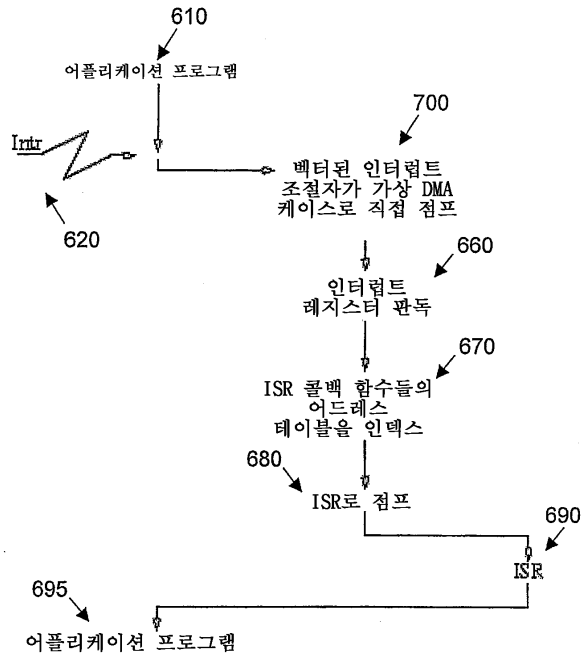 610
어플리케이션 프로그램
Intr
620
700
벡터된 인터럽트
조절자가 가상 DMA
케이스로 직접 점프
660
인터럽트
레지스터 판독
670
ISR 콜백 함수들의
어드레스
테이블을 인덱스
680
ISR로 점프
690
ISR
695
어플리케이션 프로그램